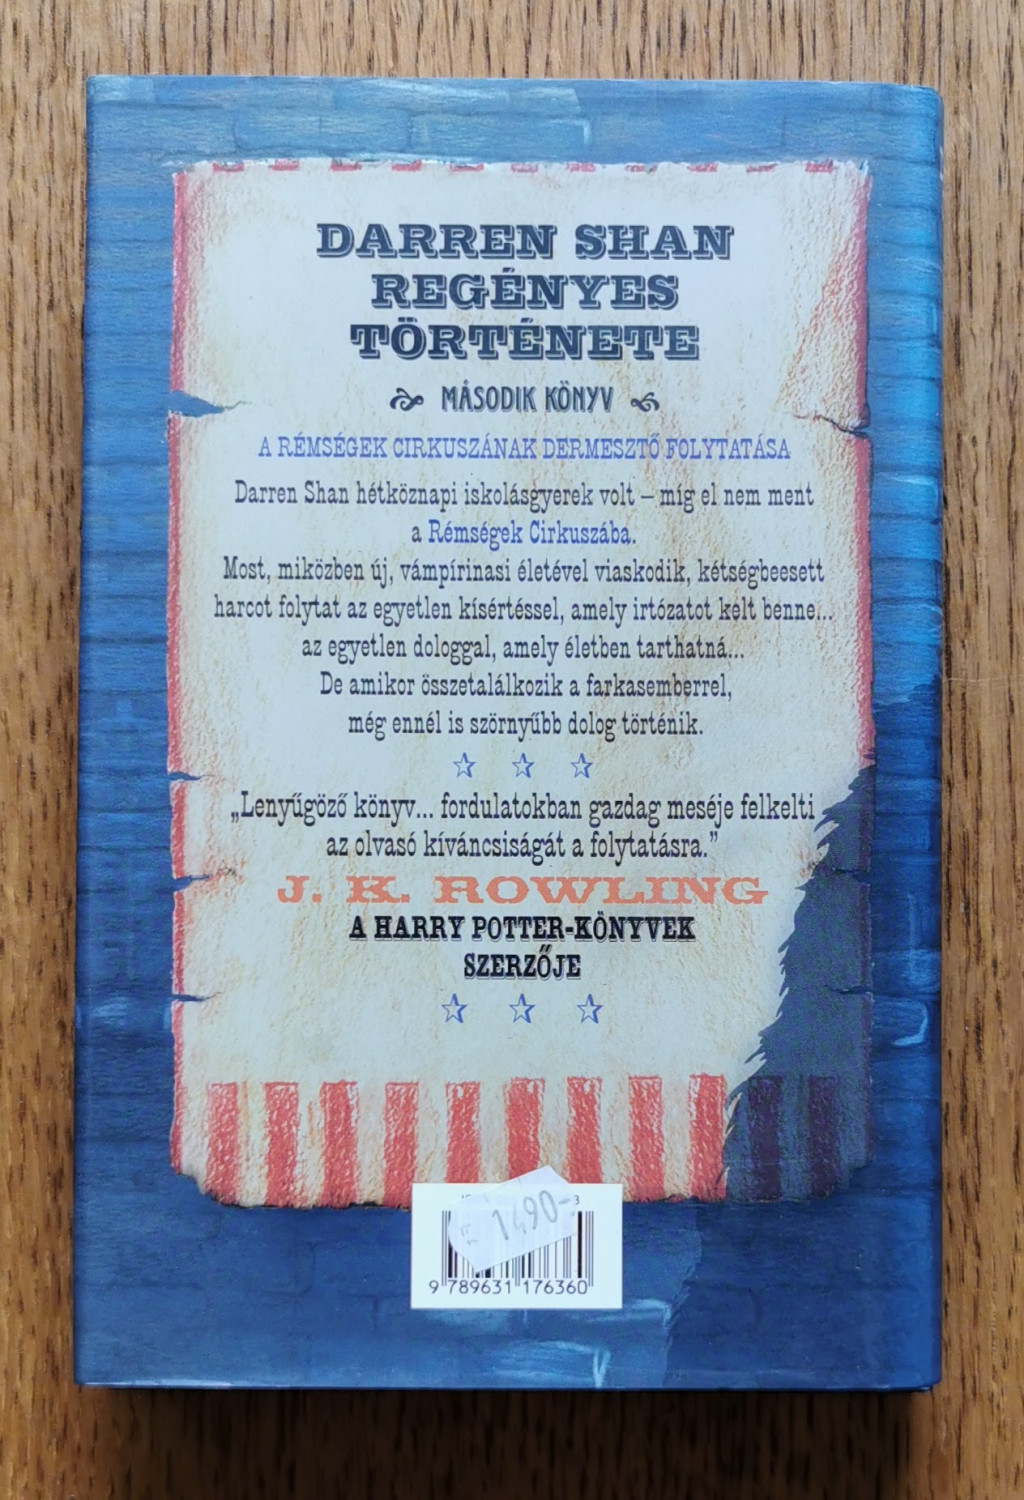 DARREN SHAN
REGÉNYES
TÖRTÉNETE
MÁSODIK KÖNYV
A RÉMSÉGEK CIRKUSZÁNAK DERMESZTŐ FOLYTATÁSA
Darren Shan hétköznapi iskolásgyerek volt – míg el nem ment
a Rémségek Cirkuszába.
Most, miközben új, vámpírinasi életével viaskodik, kétségbeesett
harcot folytat az egyetlen kísértéssel, amely irtózatot kelt benne...
az egyetlen dologgal, amely életben tarthatná...
De amikor összetalálkozik a farkasemberrel,
még ennél is szörnyűbb dolog történik.
„Lenyűgöző könyv... fordulatokban gazdag meséje felkelti
az olvasó kíváncsiságát a folytatásra.”
J. K. ROWLING
A HARRY POTTER-KÖNYVEK
SZERZŐJE
1490-
9 789631 176360